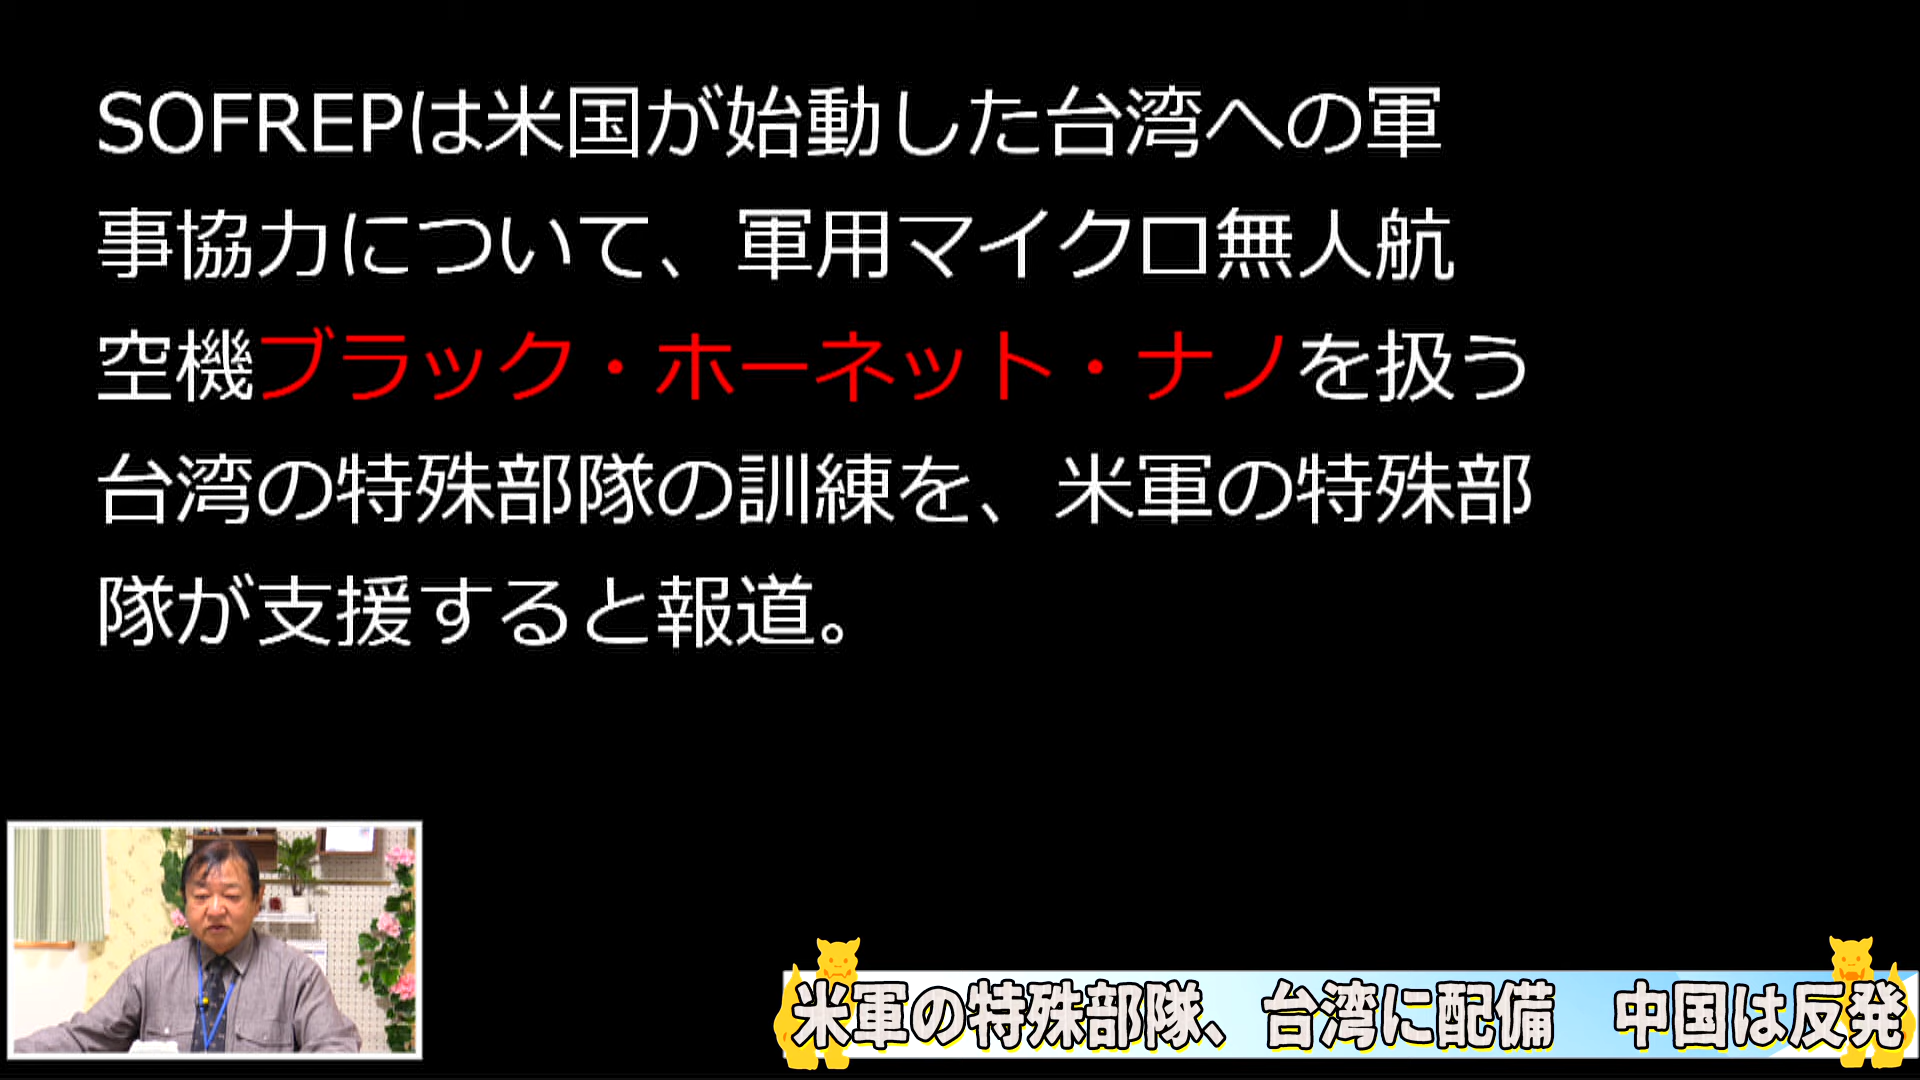 SOFREPは米国が始動した台湾への軍
事協力について、軍用マイクロ無人航
空機ブラック・ホーネット・ナノを扱う
台湾の特殊部隊の訓練を、米軍の特殊部
隊が支援すると報道。
米軍の特殊部隊、台湾に配備　中国は反発